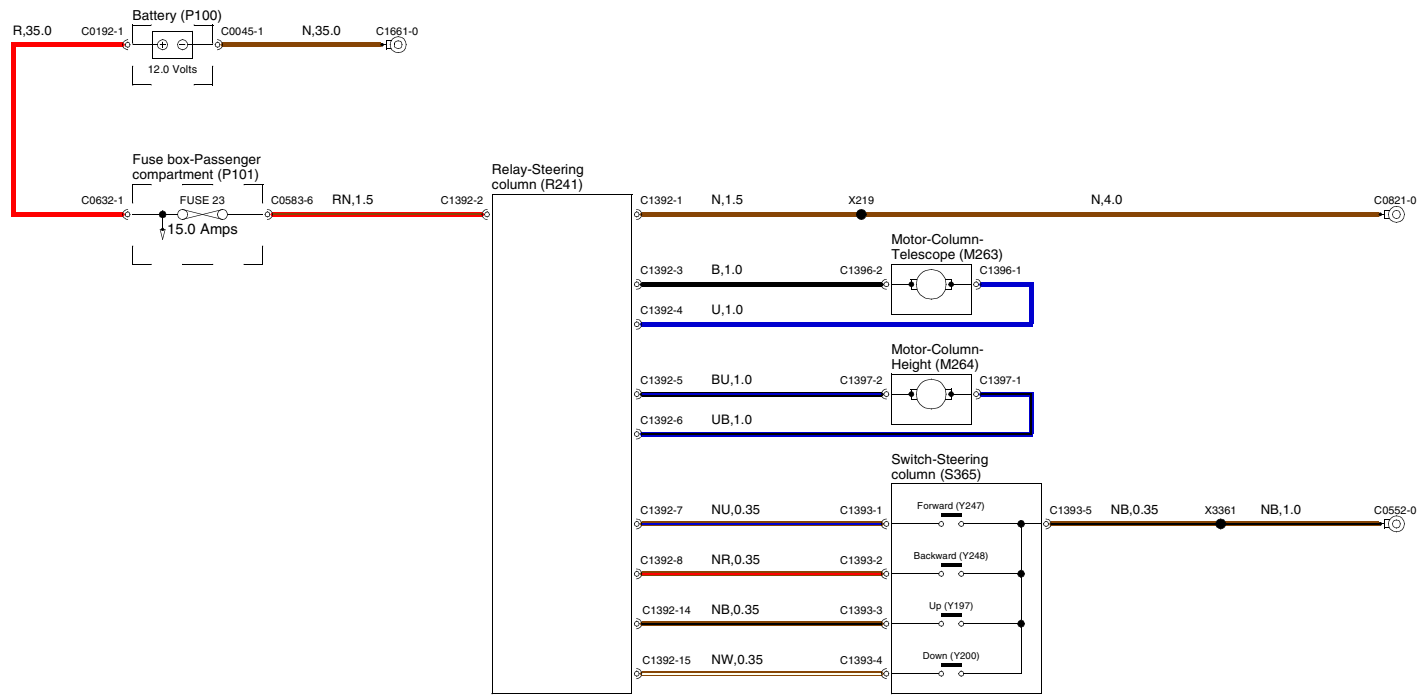 Battery (P100)
R,35.0
C0192-1
C0045-1
N,35.0
C1661-0
12.0 Volts
Fuse box-Passenger
compartment (P101)
C0632-1
FUSE 23
15.0 Amps
C0583-6
RN,1.5
C1392-2
Relay-Steering
column (R241)
C1392-1
N,1.5
X219
N,4.0
C0821-0
Motor-Column-
Telescope (M263)
C1392-3
B,1.0
C1396-2
C1396-1
C1392-4
U,1.0
Motor-Column-
Height (M264)
C1392-5
BU,1.0
C1397-2
C1397-1
C1392-6
UB,1.0
Switch-Steering
column (S365)
C1392-7
NU,0.35
C1393-1
Forward (Y247)
C1393-5
NB,0.35
X3361
NB,1.0
C0552-0
C1392-8
NR,0.35
C1393-2
Backward (Y248)
C1392-14
NB,0.35
C1393-3
Up (Y197)
C1392-15
NW,0.35
C1393-4
Down (Y200)